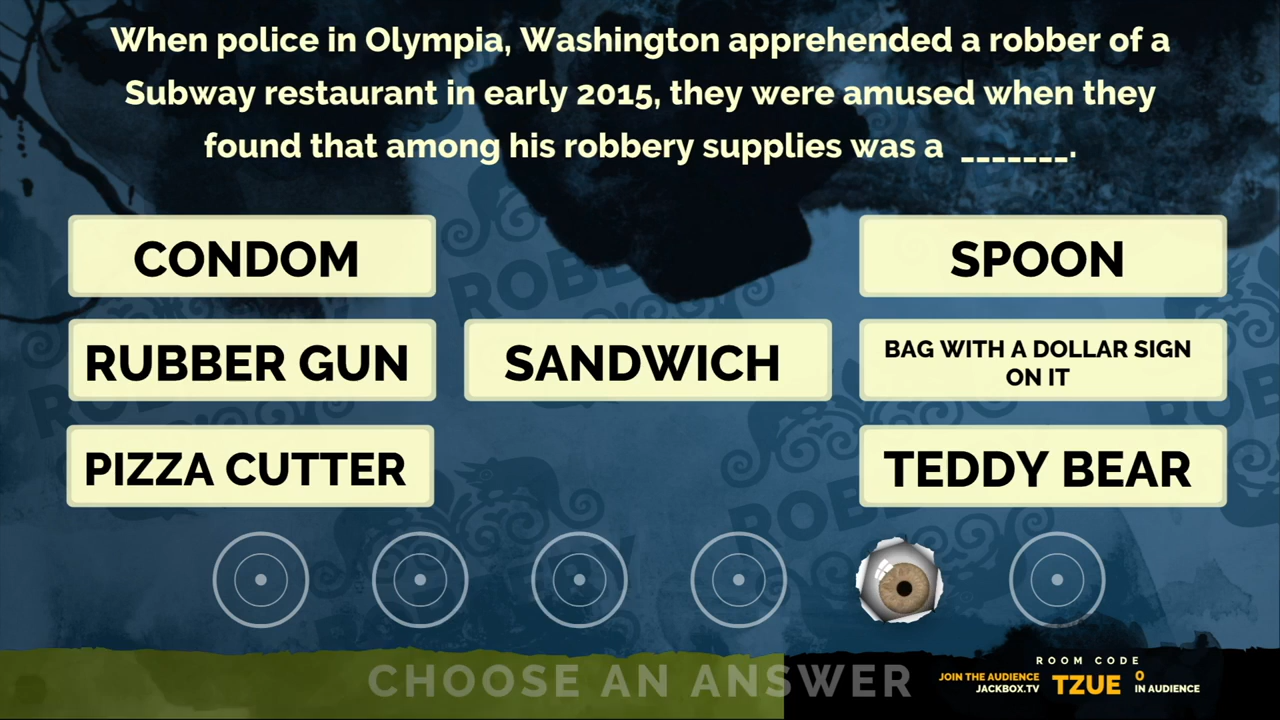 When police in Olympia, Washington apprehended a robber of a
Subway restaurant in early 2015, they were amused when they
found that among his robbery supplies was a _______.
CONDOM
SPOON
RUBBER GUN
SANDWICH
BAG WITH A DOLLAR SIGN
ON IT
PIZZA CUTTER
TEDDY BEAR
CHOOSE AN ANSWER
ROOM CODE
JOIN THE AUDIENCE
JACKBOX.TV
TZUE
0
IN AUDIENCE